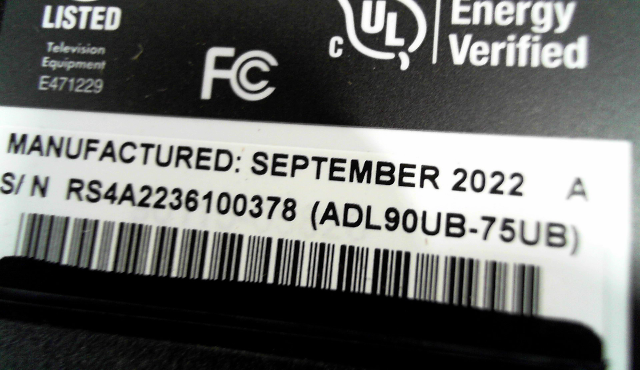 LISTED
Television
Equipment
E471229
FC
C UL
Energy
Verified
MANUFACTURED: SEPTEMBER 2022 A
S/N RS4A2236100378 (ADL90UB-75UB)